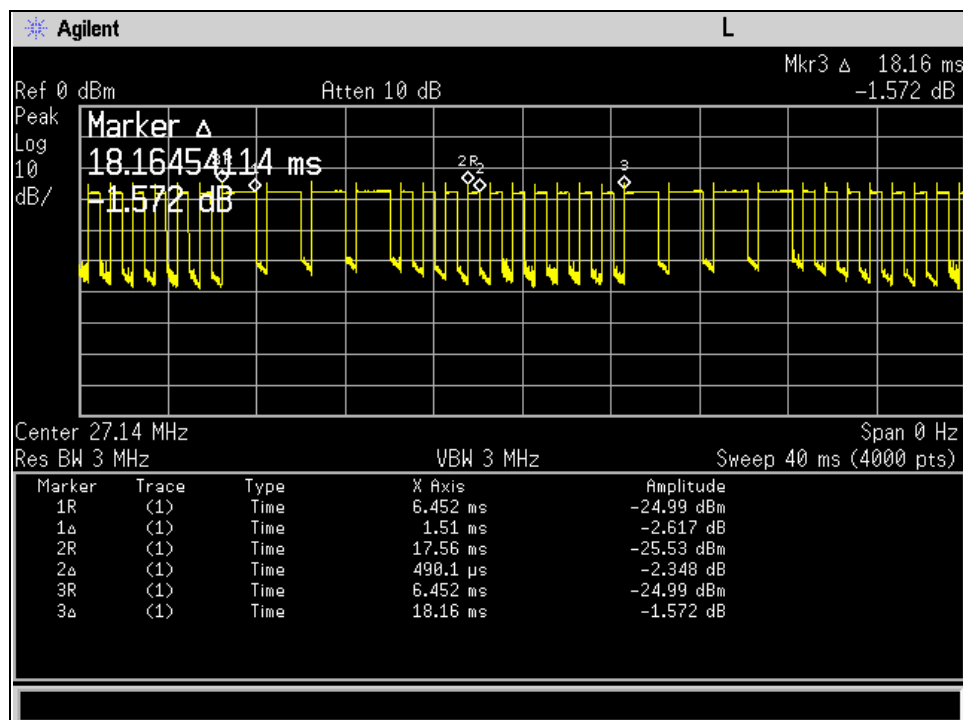 Agilent L
Mkr3 Δ 18.16 ms
Ref 0 dBm Atten 10 dB -1.572 dB
Peak
Log
10
dB/
Marker Δ
18.16454114 ms
-1.572 dB
1
2R
2
3
Center 27.14 MHz Span 0 Hz
Res BW 3 MHz VBW 3 MHz Sweep 40 ms (4000 pts)
Marker Trace Type X Axis Amplitude
1R (1) Time 6.452 ms -24.99 dBm
1Δ (1) Time 1.51 ms -2.617 dB
2R (1) Time 17.56 ms -25.53 dBm
2Δ (1) Time 490.1 µs -2.348 dB
3R (1) Time 6.452 ms -24.99 dBm
3Δ (1) Time 18.16 ms -1.572 dB